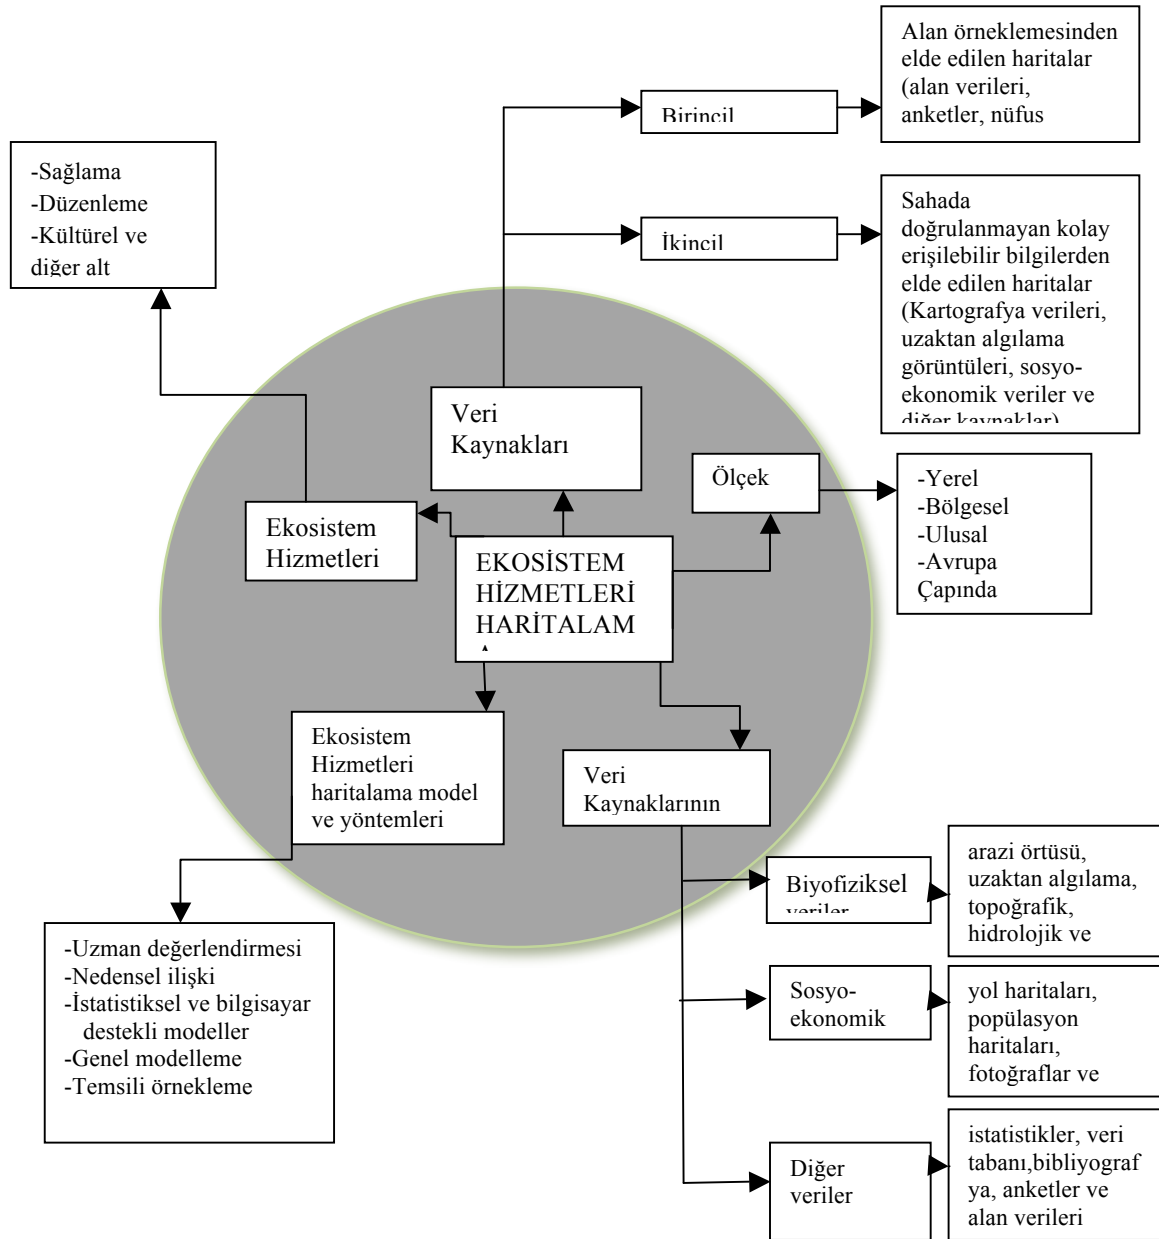 Alan örneklemesinden
elde edilen haritalar
(alan verileri,
anketler, nüfus
Birincil
-Sağlama
-Düzenleme
-Kültürel ve
diğer alt
İkincil
Sahada
doğrulanmayan kolay
erişilebilir bilgilerden
elde edilen haritalar
(Kartografya verileri,
uzaktan algılama
görüntüleri, sosyo-
ekonomik veriler ve
diğer kaynaklar)
Veri
Kaynakları
Ölçek
-Yerel
-Bölgesel
-Ulusal
-Avrupa
Çapında
Ekosistem
Hizmetleri
EKOSİSTEM
HİZMETLERİ
HARİTALAM
Ekosistem
Hizmetleri
haritalama model
ve yöntemleri
Veri
Kaynaklarının
Biyofiziksel
veriler
arazi örtüsü,
uzaktan algılama,
topoğrafik,
hidrolojik ve
-Uzman değerlendirmesi
-Nedensel ilişki
-İstatistiksel ve bilgisayar
destekli modeller
-Genel modelleme
-Temsili örnekleme
Sosyo-
ekonomik
yol haritaları,
popülasyon
haritaları,
fotoğraflar ve
Diğer
veriler
istatistikler, veri
tabanı,bibliyograf
ya, anketler ve
alan verileri